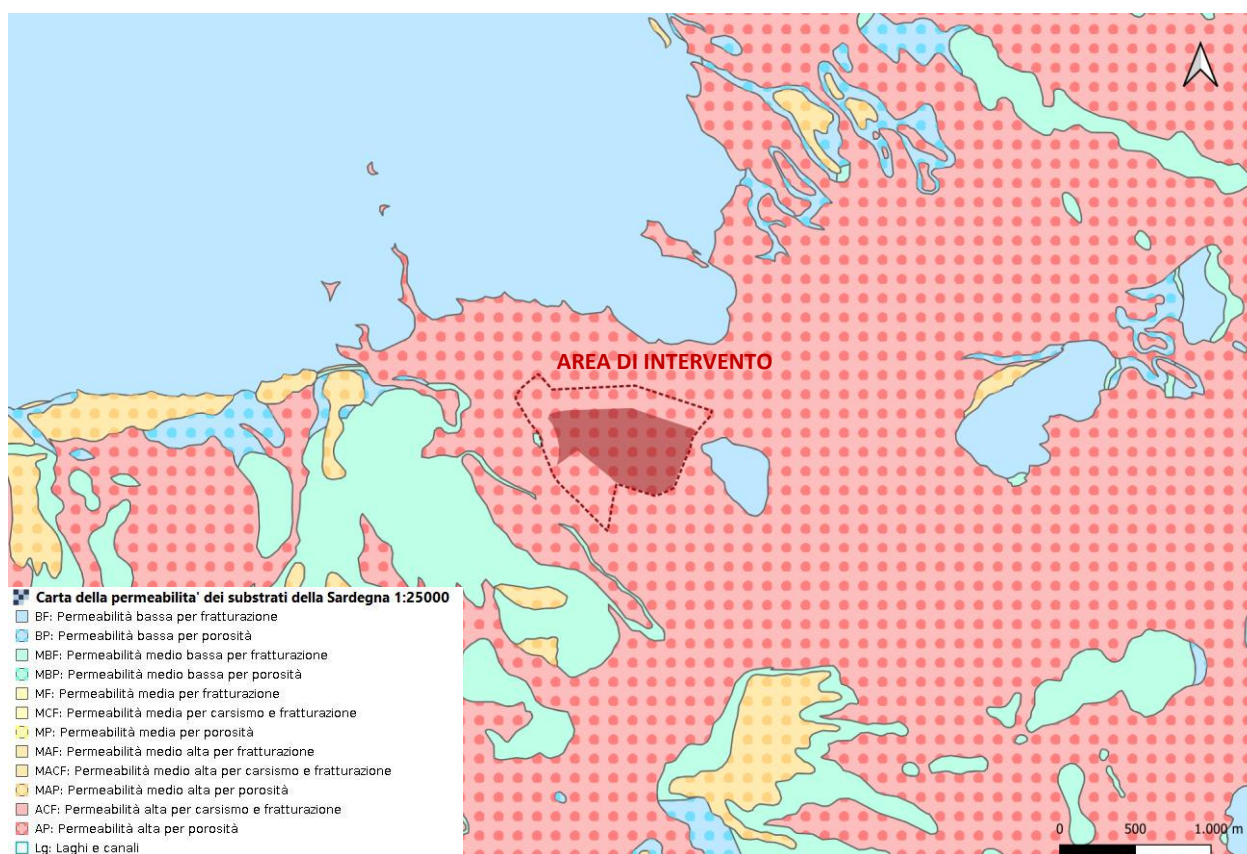 AREA DI INTERVENTO
Carta della permeabilita' dei substrati della Sardegna 1:25000
BF: Permeabilità bassa per fratturazione
BP: Permeabilità bassa per porosità
MBF: Permeabilità medio bassa per fratturazione
MBP: Permeabilità medio bassa per porosità
MF: Permeabilità media per fratturazione
MCF: Permeabilità media per carsismo e fratturazione
MP: Permeabilità media per porosità
MAF: Permeabilità medio alta per fratturazione
MACF: Permeabilità medio alta per carsismo e fratturazione
MAP: Permeabilità medio alta per porosità
ACF: Permeabilità alta per carsismo e fratturazione
AP: Permeabilità alta per porosità
Lg: Laghi e canali
0 500 1.000 m